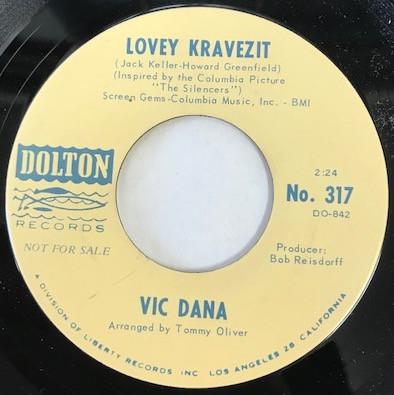 LOVEY KRAVEZIT
(Jack Keller-Howard Greenfield)
(Inspired by the Columbia Picture
"The Silencers")
Screen Gems-Columbia Music, Inc. - BMI
DOLTON
RECORDS
NOT FOR SALE
2:24
No. 317
DO-842
Producer:
Bob Reisdorff
VIC DANA
Arranged by Tommy Oliver
A DIVISION OF LIBERTY RECORDS INC LOS ANGELES 28 CALIFORNIA